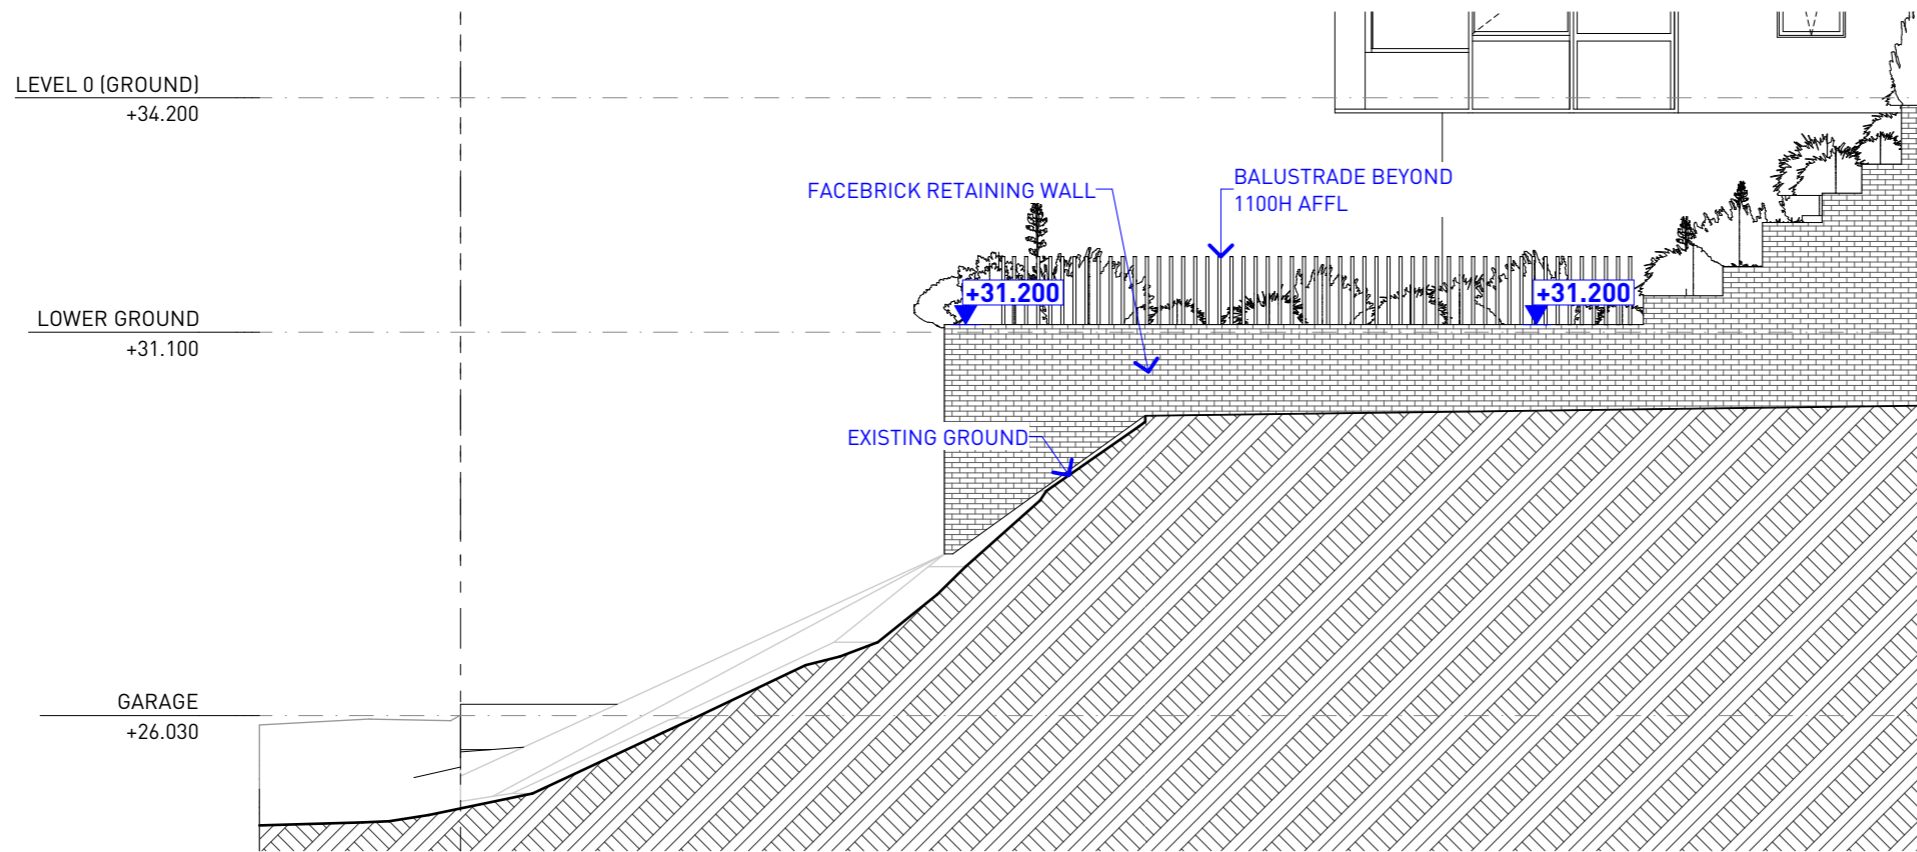 LEVEL 0 (GROUND)
+34.200
FACEBRICK RETAINING WALL
BALUSTRADE BEYOND
1100H AFFL
+31.200
+31.200
LOWER GROUND
+31.100
EXISTING GROUND
GARAGE
+26.030